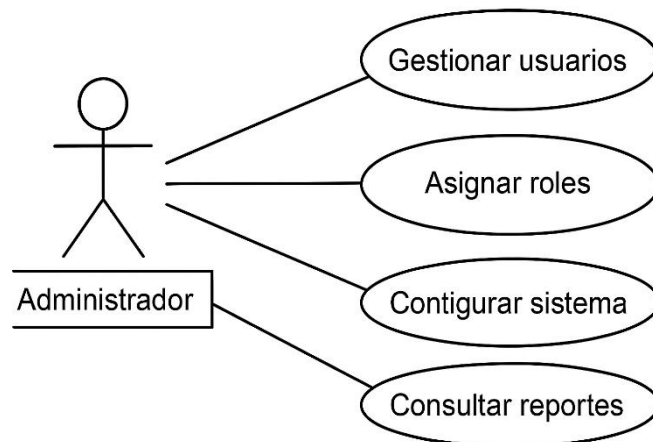 Gestionar usuarios
Asignar roles
Administrador
Contigurar sistema
Consultar reportes